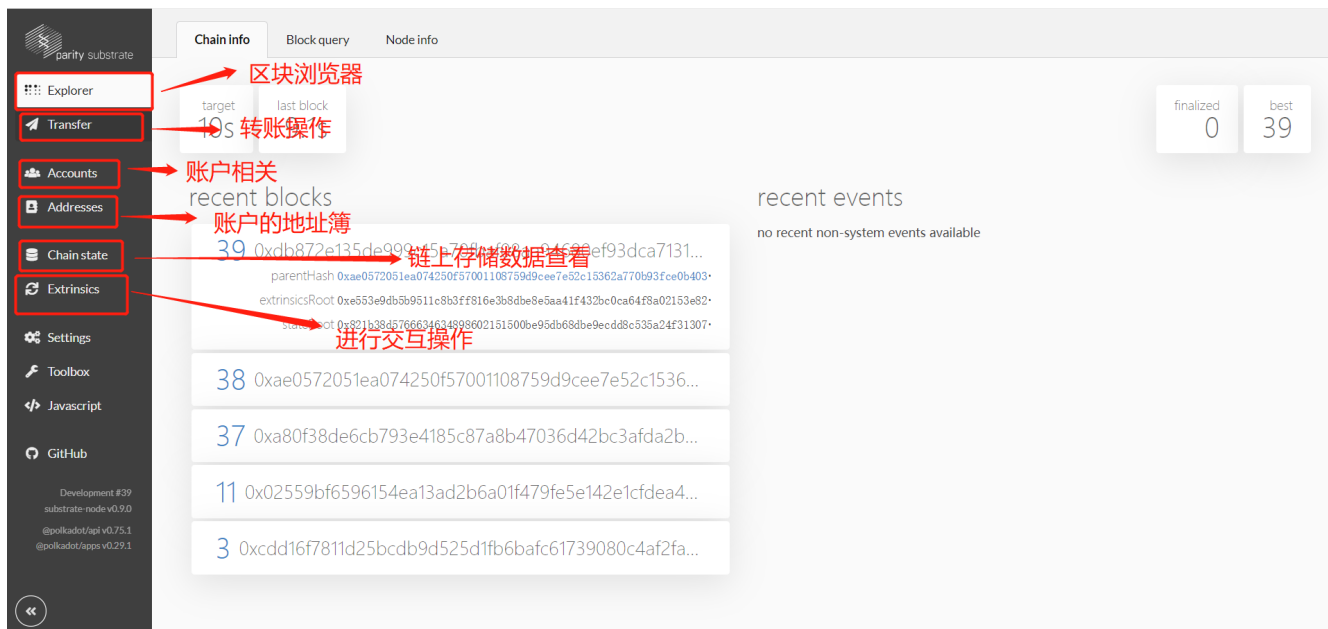 parity substrate
Explorer
Transfer
Accounts
Addresses
Chain state
Extrinsics
Settings
Toolbox
Javascript
GitHub
Development #39
substrate-node v0.9.0
@polkadot/api v0.75.1
@polkadot/apps v0.29.1
Chain info
Block query
Node info
区块浏览器
target
last block
转账操作
finalized
0
best
39
账户相关
recent blocks
账户的地址簿
39
链上存储数据查看
parentHash 0xae0572051ea074250f57001108759d9cee7e52c15362a770b93fce0b403
extrinsicsRoot 0xe553e9db5b9511c8b3ff816e3b8dbe8e5aa41f432bc0ca64f8a02153e82
进行交互操作
38 0xae0572051ea074250f57001108759d9cee7e52c1536...
37 0xa80f38de6cb793e4185c87a8b47036d42bc3afda2b...
11 0x02559bf6596154ea13ad2b6a01f479fe5e142e1cfdea4...
3 0xcdd16f7811d25bcdb9d525d1fb6bafc61739080c4af2fa...
recent events
no recent non-system events available